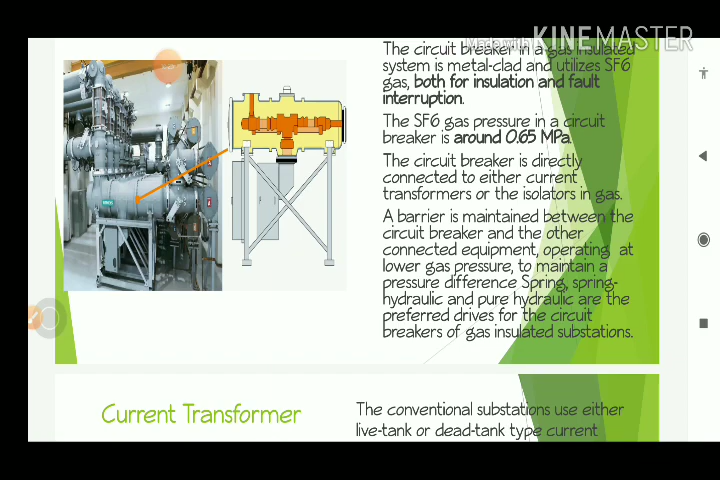 Made with KINEMASTER
The circuit breaker in a gas insulated
system is metal-clad and utilizes SF6
gas, both for insulation and fault
interruption.
The SF6 gas pressure in a circuit
breaker is around 0.65 MPa.
The circuit breaker is directly
connected to either current
transformers or the isolators in gas.
A barrier is maintained between the
circuit breaker and the other
connected equipment, operating at
lower gas pressure, to maintain a
pressure difference Spring, spring-
hydraulic and pure hydraulic are the
preferred drives for the circuit
breakers of gas insulated substations.
Current Transformer
The conventional substations use either
live-tank or dead-tank type current